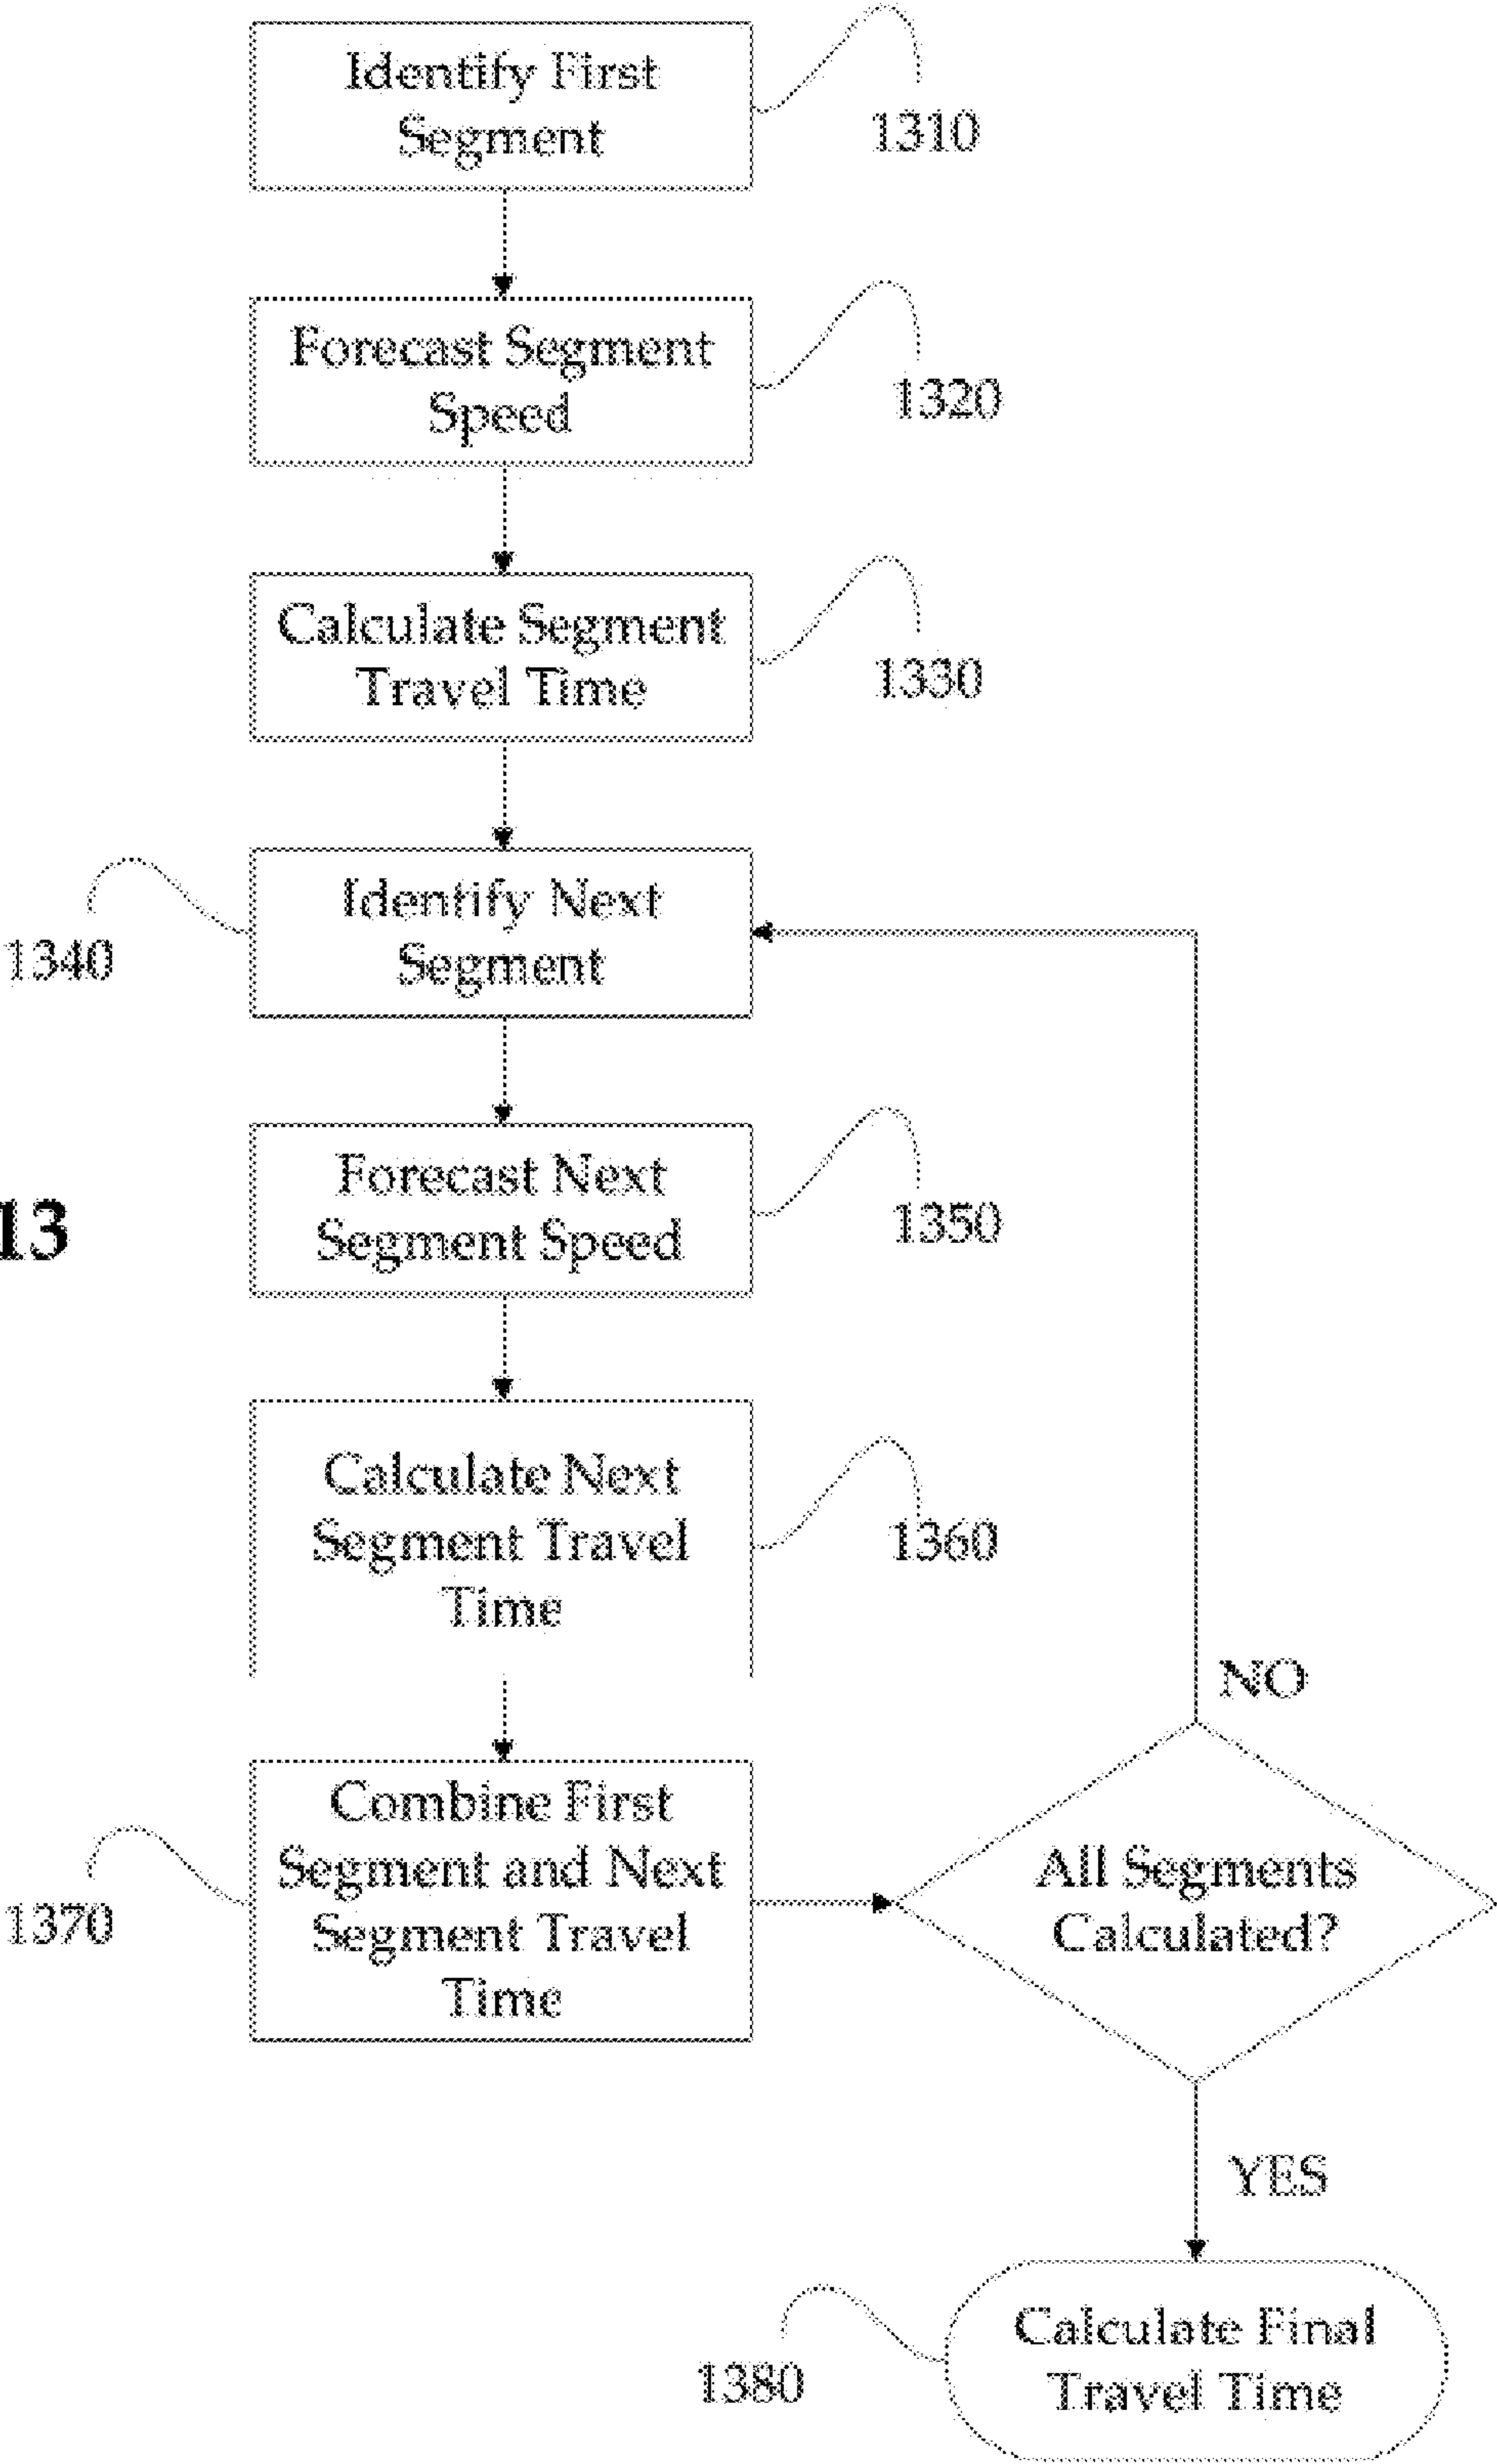 Identify First
Segment
1310
Forecast Segment
Speed
1320
Calculate Segment
Travel Time
1330
Identify Next
Segment
1340
Forecast Next
Segment Speed
1350
13
Calculate Next
Segment Travel
Time
1360
NO
Combine First
Segment and Next
Segment Travel
Time
1370
All Segments
Calculated?
YES
Calculate Final
Travel Time
1380